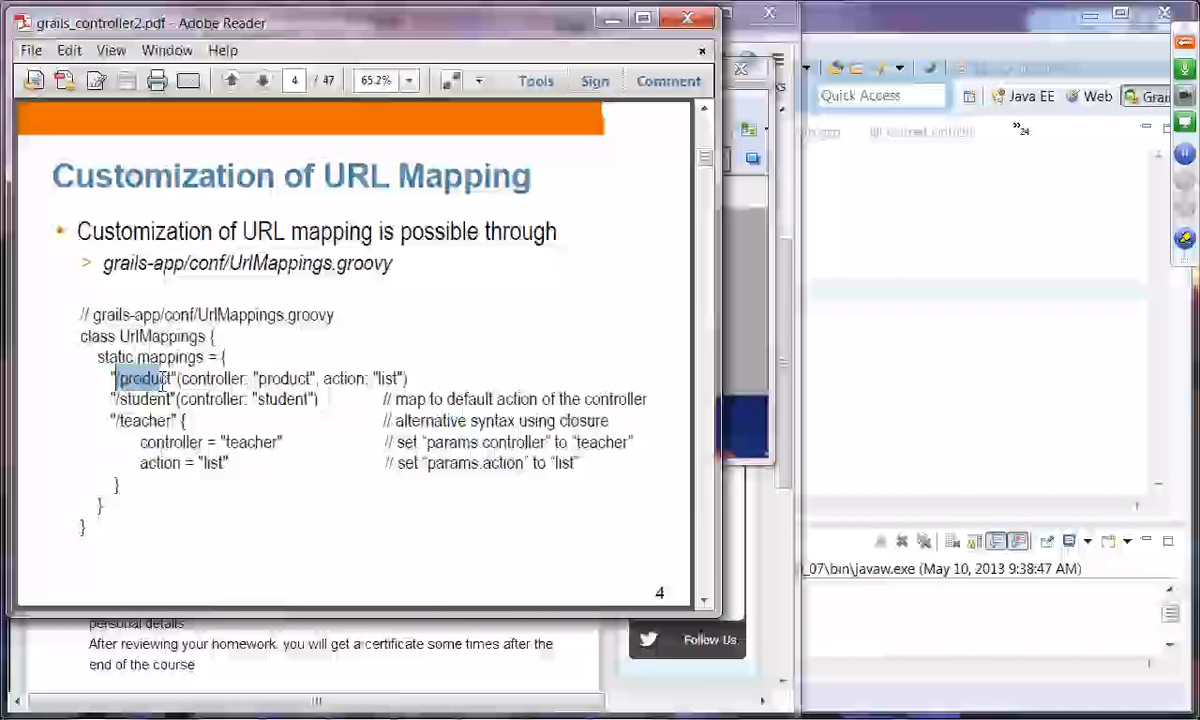 grails_controller2.pdf - Adobe Reader
File Edit View Window Help
4 / 47 65.2% Tools Sign Comment
Customization of URL Mapping
• Customization of URL mapping is possible through
> grails-app/conf/UrlMappings.groovy
// grails-app/conf/UrlMappings.groovy
class UrlMappings {
static mappings = {
"/product"(controller: "product", action: "list")
"/student"(controller: "student") // map to default action of the controller
"/teacher" { // alternative syntax using closure
controller = "teacher" // set “params.controller” to “teacher”
action = "list" // set “params.action” to “list”
}
}
}
4
personal details
After reviewing your homework, you will get a certificate some times after the
end of the course
Follow Us
Quick Access
Java EE Web Grai
24
_07\bin\javaw.exe (May 10, 2013 9:38:47 AM)